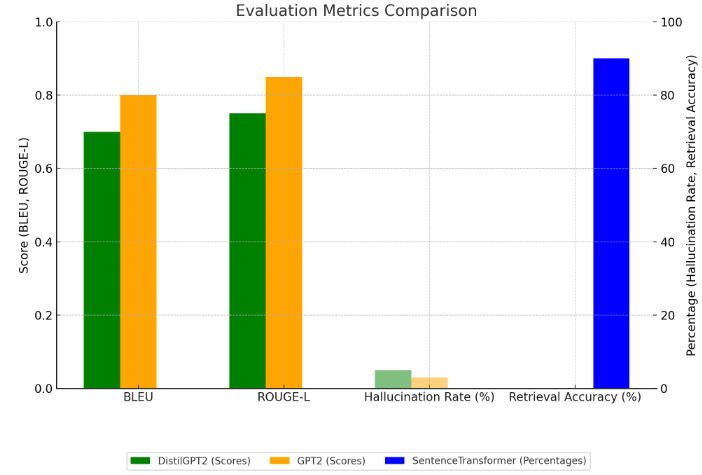 Evaluation Metrics Comparison
1.0
0.8
0.6
0.4
0.2
0.0
Score (BLEU, ROUGE-L)
100
80
60
40
20
0
Percentage (Hallucination Rate, Retrieval Accuracy)
BLEU
ROUGE-L
Hallucination Rate (%)
Retrieval Accuracy (%)
DistilGPT2 (Scores)
GPT2 (Scores)
SentenceTransformer (Percentages)